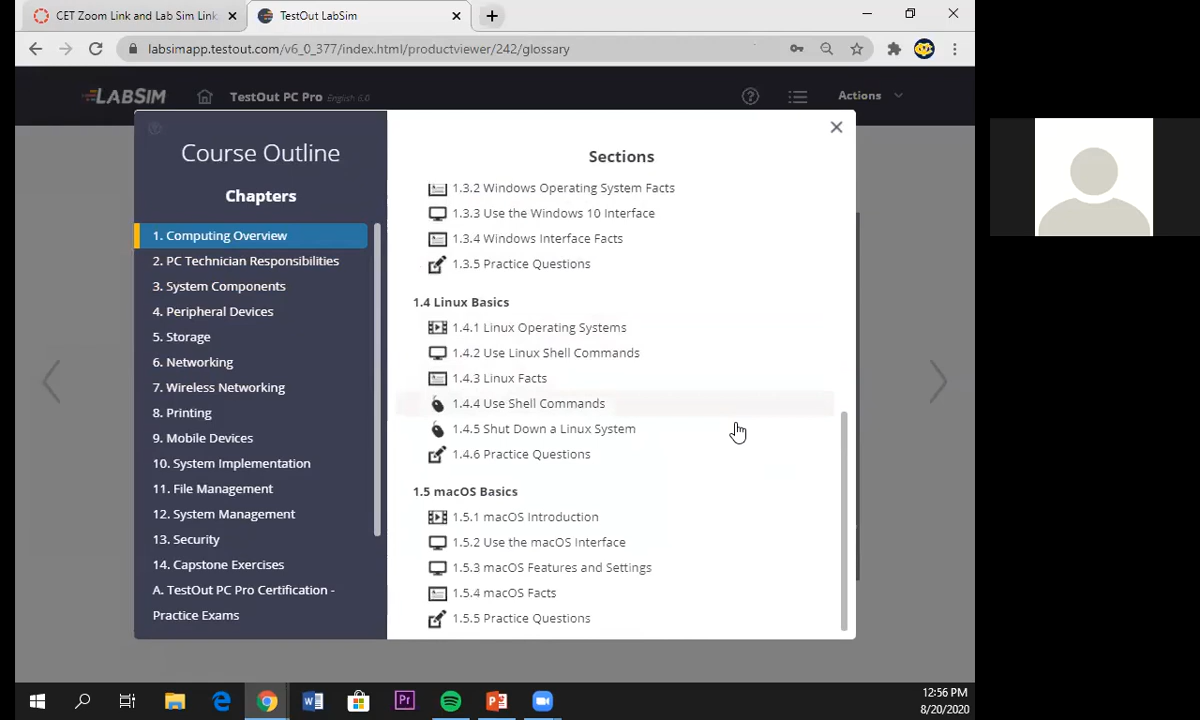 CET Zoom Link and Lab Sim Link
TestOut LabSim
labsimapp.testout.com/v6_0_377/index.html/productviewer/242/glossary
LABSIM
TestOut PC Pro English 6.0
Actions
Course Outline
Chapters
1. Computing Overview
2. PC Technician Responsibilities
3. System Components
4. Peripheral Devices
5. Storage
6. Networking
7. Wireless Networking
8. Printing
9. Mobile Devices
10. System Implementation
11. File Management
12. System Management
13. Security
14. Capstone Exercises
A. TestOut PC Pro Certification -
Practice Exams
Sections
1.3.2 Windows Operating System Facts
1.3.3 Use the Windows 10 Interface
1.3.4 Windows Interface Facts
1.3.5 Practice Questions
1.4 Linux Basics
1.4.1 Linux Operating Systems
1.4.2 Use Linux Shell Commands
1.4.3 Linux Facts
1.4.4 Use Shell Commands
1.4.5 Shut Down a Linux System
1.4.6 Practice Questions
1.5 macOS Basics
1.5.1 macOS Introduction
1.5.2 Use the macOS Interface
1.5.3 macOS Features and Settings
1.5.4 macOS Facts
1.5.5 Practice Questions
12:56 PM
8/20/2020